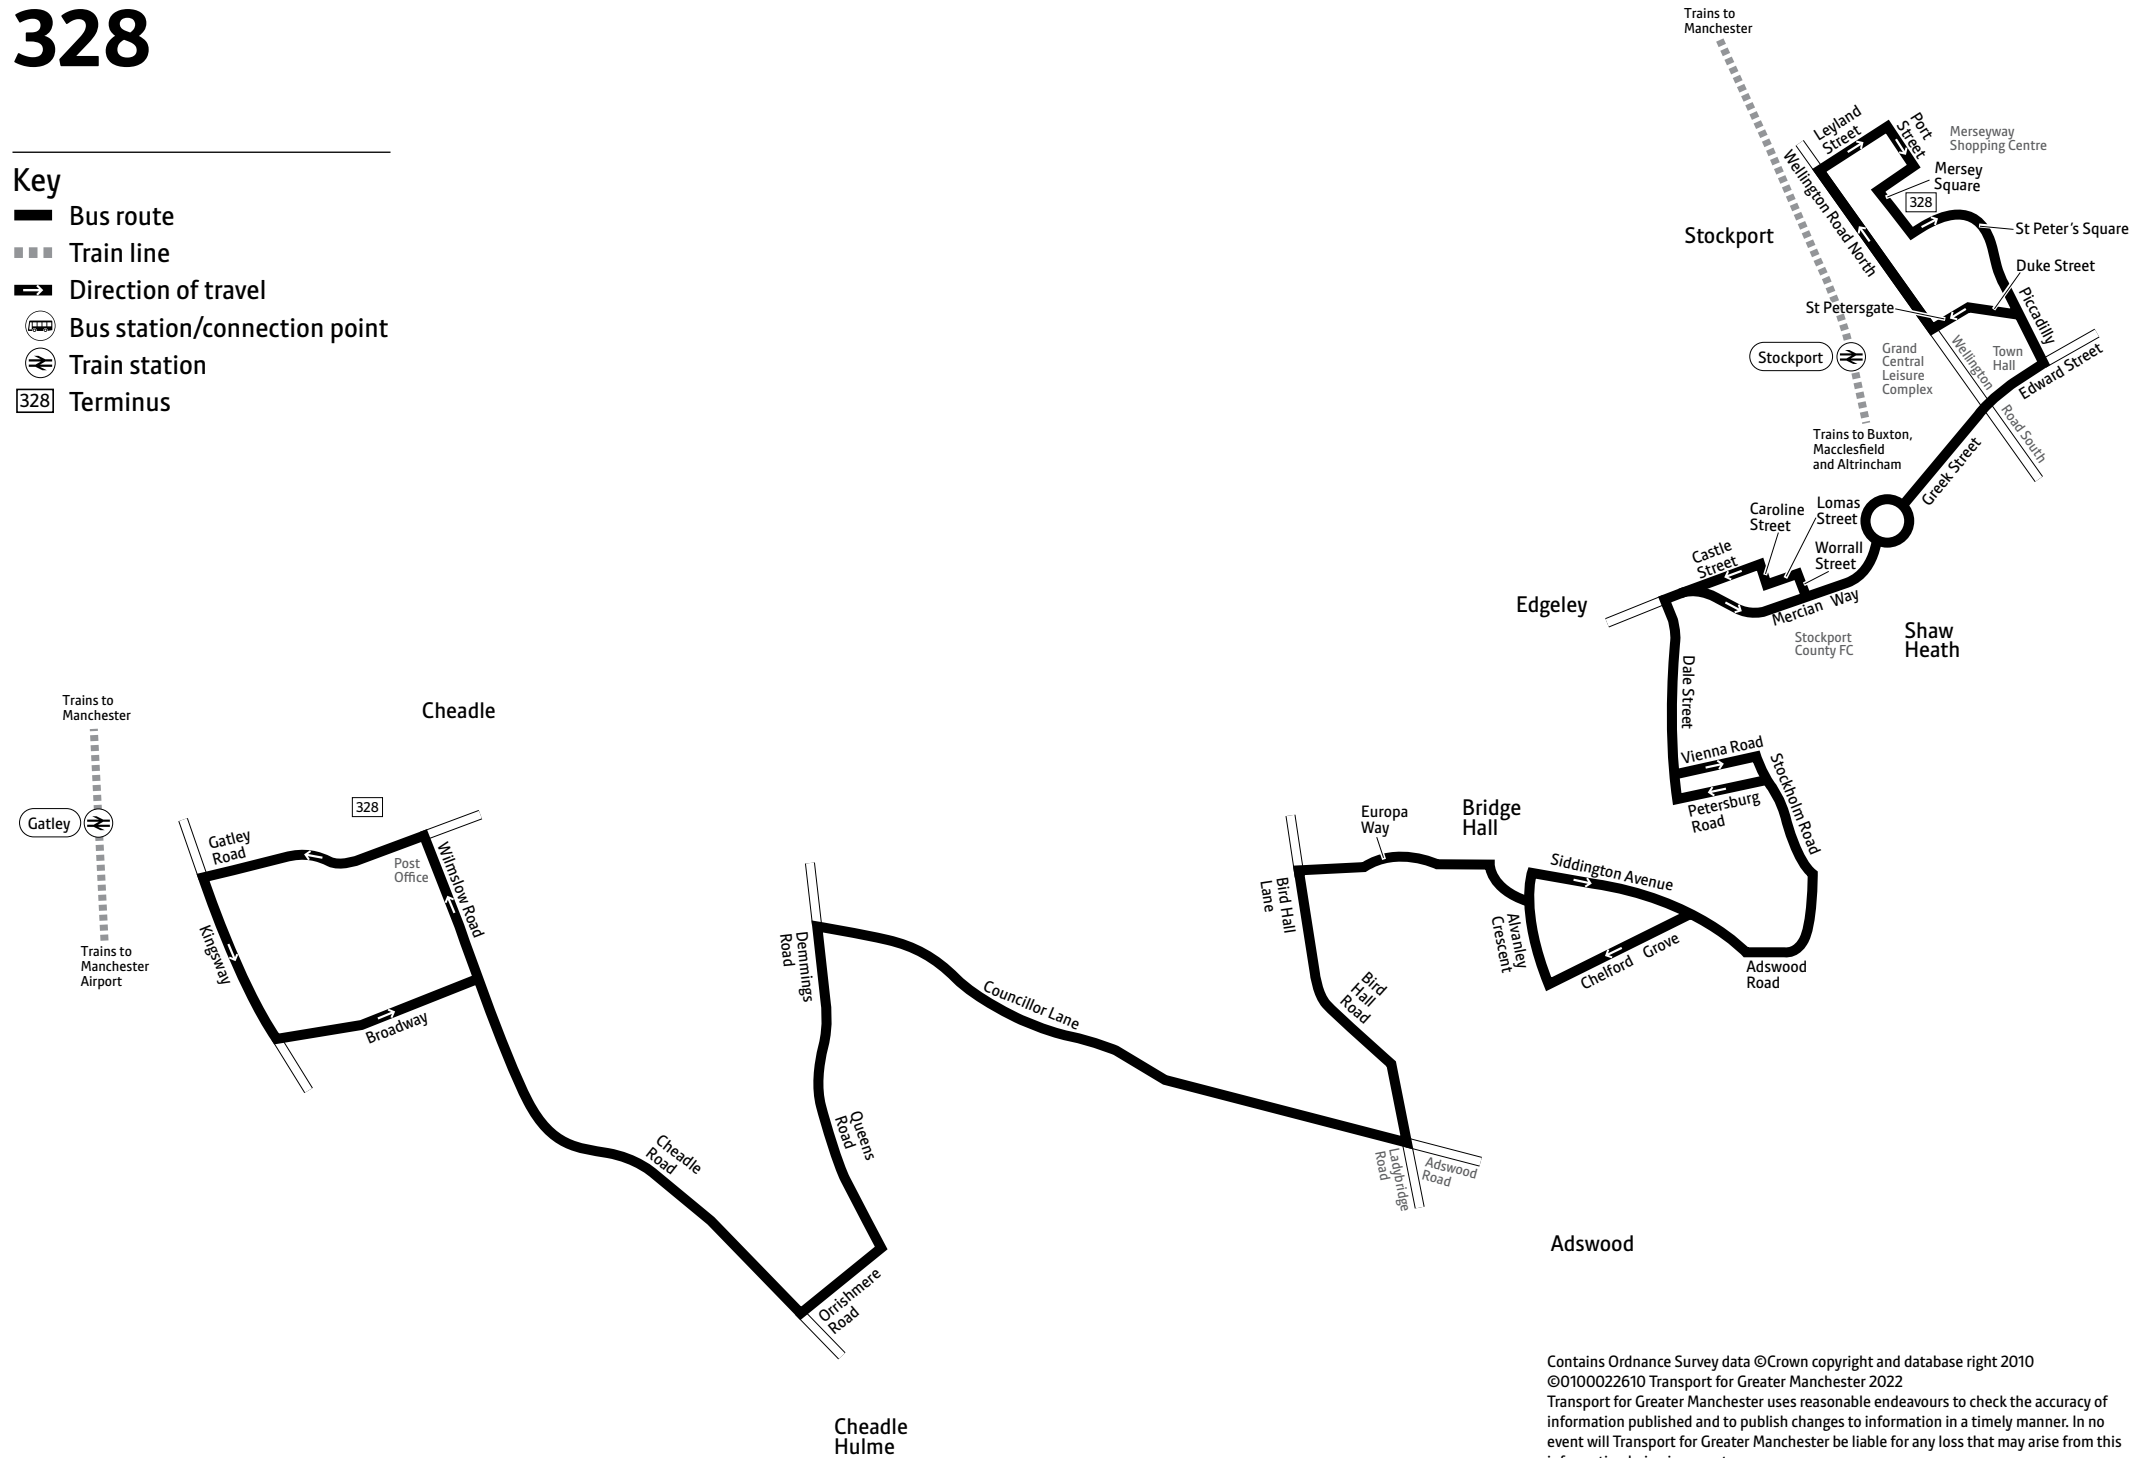 328
Key
Bus route
Train line
Direction of travel
Bus station/connection point
Train station
328 Terminus
Trains to
Manchester
Leyland
Street
Port
Street
Merseyway
Shopping Centre
Mersey
Square
328
Wellington Road North
Stockport
St Peter's Square
Duke Street
St Petersgate
Piccadilly
Stockport
Grand
Central
Leisure
Complex
Wellington
Road South
Town
Hall
Edward Street
Trains to Buxton,
Macclesfield
and Altrincham
Greek Street
Caroline
Street
Lomas
Street
Worrall
Street
Castle
Street
Mercian Way
Edgeley
Stockport
County FC
Shaw
Heath
Dale Street
Vienna Road
Petersburg
Road
Stockholm Road
Trains to
Manchester
Cheadle
328
Gatley
Gatley
Road
Post
Office
Wilmslow Road
Kingsway
Trains to
Manchester
Airport
Broadway
Europa
Way
Bridge
Hall
Siddington Avenue
Bird Hall
Lane
Alvanley
Crescent
Chelford Grove
Adswood
Road
Demmings
Road
Councillor Lane
Bird
Hall
Road
Queens
Road
Cheadle
Road
Ladybridge
Road
Adswood
Road
Adswood
Orrishmere
Road
Cheadle
Hulme
Contains Ordnance Survey data ©Crown copyright and database right 2010
©0100022610 Transport for Greater Manchester 2022
Transport for Greater Manchester uses reasonable endeavours to check the accuracy of
information published and to publish changes to information in a timely manner. In no
event will Transport for Greater Manchester be liable for any loss that may arise from this